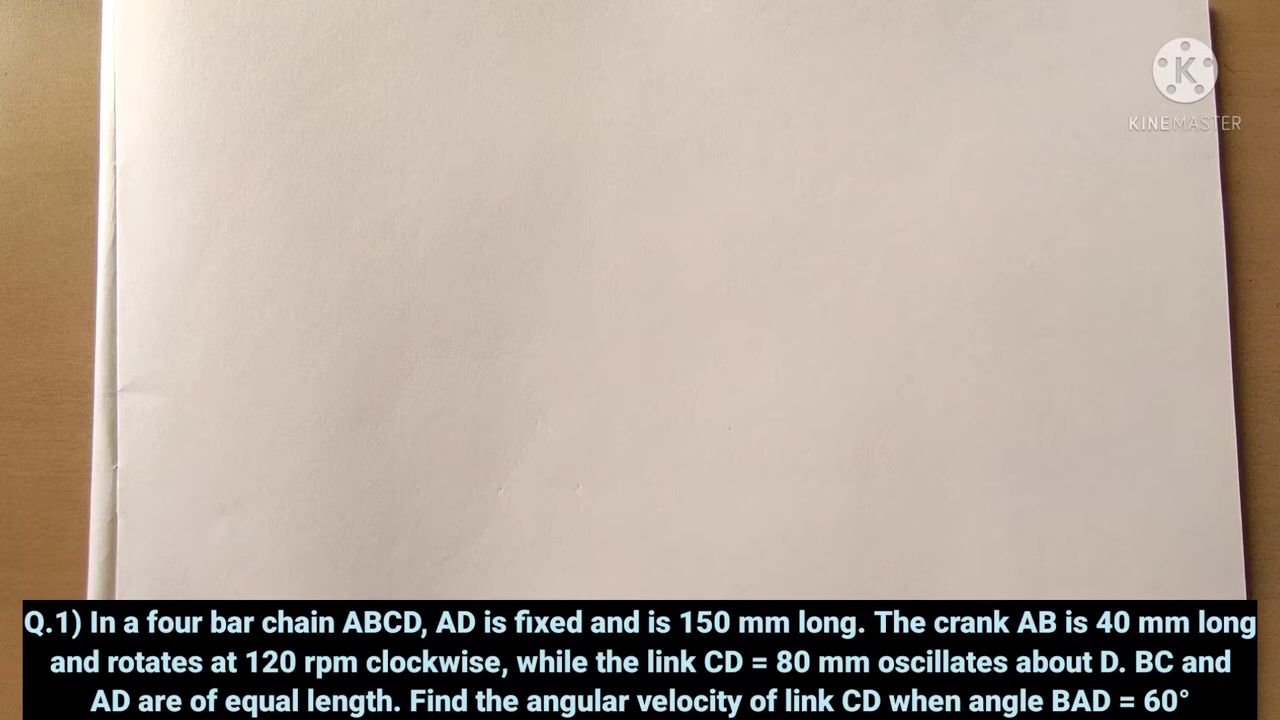 KINEMASTER
Q.1) In a four bar chain ABCD, AD is fixed and is 150 mm long. The crank AB is 40 mm long
and rotates at 120 rpm clockwise, while the link CD = 80 mm oscillates about D. BC and
AD are of equal length. Find the angular velocity of link CD when angle BAD = 60°